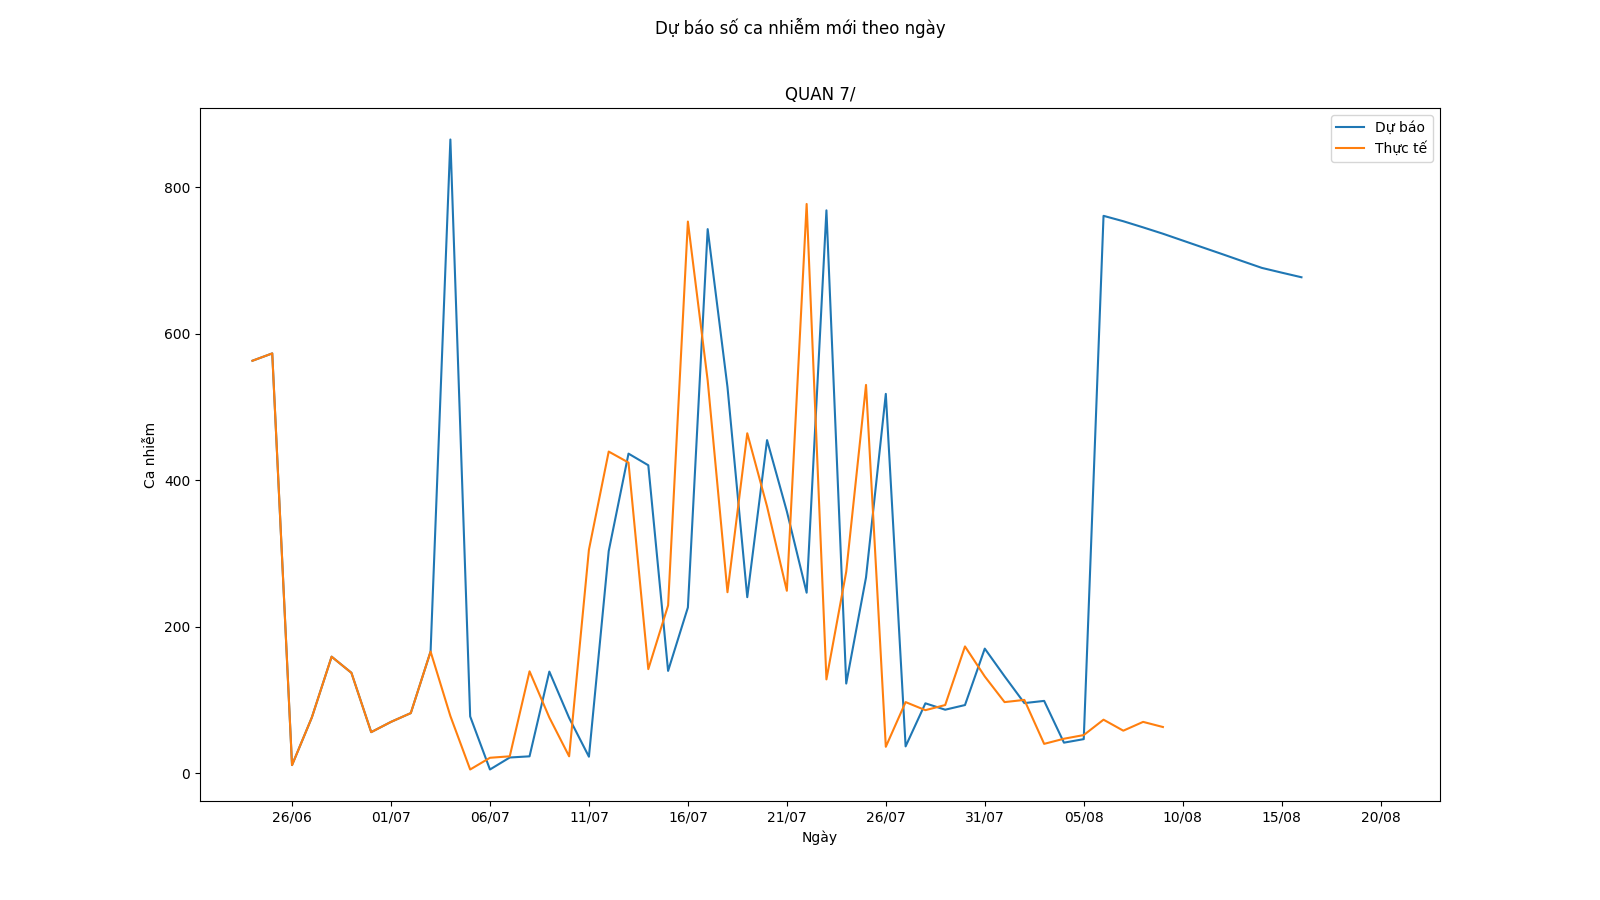 Dự báo số ca nhiễm mới theo ngày
QUAN 7/
Dự báo
Thực tế
800
600
400
200
0
Ca nhiễm
26/06 01/07 06/07 11/07 16/07 21/07 26/07 31/07 05/08 10/08 15/08 20/08
Ngày